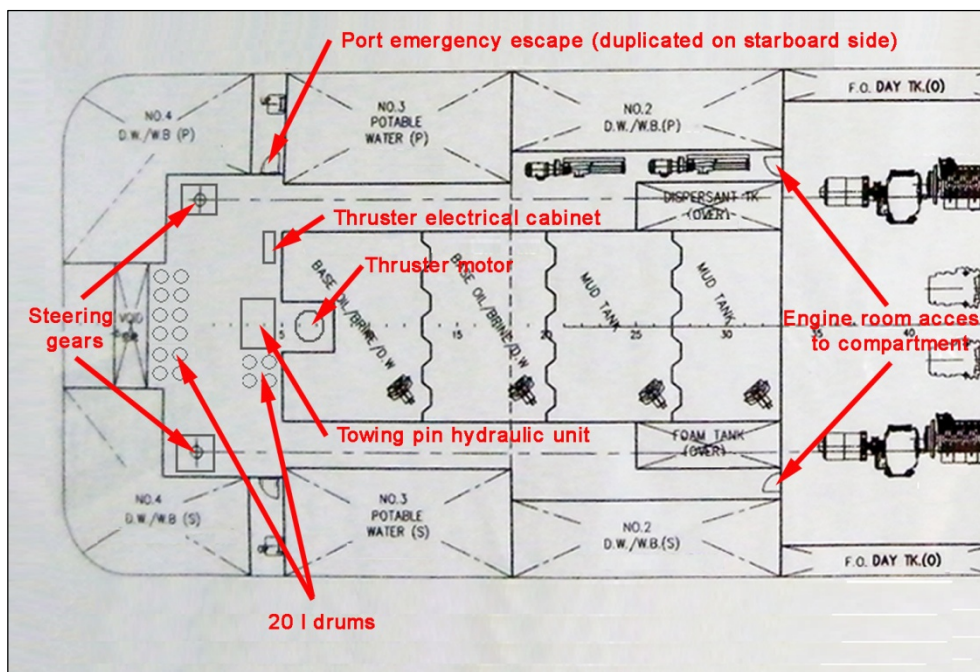 Port emergency escape (duplicated on starboard side)
F.O. DAY TK.(O)
NO.4
D.W./W.B (P)
NO.3
POTABLE
WATER (P)
NO.2
D.W./W.B.(P)
DISPERSANT TK
(OVER)
Thruster electrical cabinet
Thruster motor
BASE OIL/BRINE/D.W
BASE OIL/BRINE/D.W
MUD TANK
MUD TANK
Steering
gears
VOID
5
15
20
25
30
40
Engine room access
to compartment
Towing pin hydraulic unit
FOAM TANK
(OVER)
NO.4
D.W./W.B (S)
NO.3
POTABLE
WATER (S)
NO.2
D.W./W.B.(S)
F.O. DAY TK.(O)
20 l drums